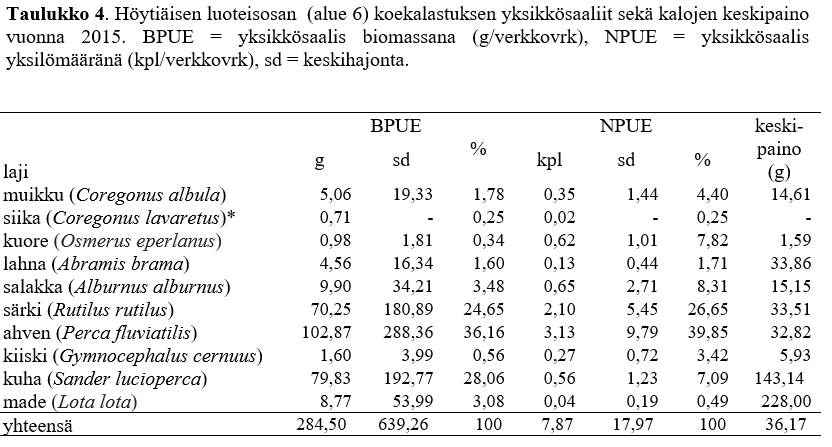 Taulukko 4. Höytiäisen luoteisosan (alue 6) koekalastuksen yksikkösaaliit sekä kalojen keskipaino
vuonna 2015. BPUE = yksikkösaalis biomassana (g/verkkovrk), NPUE = yksikkösaalis
yksilömääränä (kpl/verkkovrk), sd = keskihajonta.
BPUE NPUE keski-
laji g sd % kpl sd % paino
(g)
muikku (Coregonus albula) 5,06 19,33 1,78 0,35 1,44 4,40 14,61
siika (Coregonus lavaretus)* 0,71 - 0,25 0,02 - 0,25 -
kuore (Osmerus eperlanus) 0,98 1,81 0,34 0,62 1,01 7,82 1,59
lahna (Abramis brama) 4,56 16,34 1,60 0,13 0,44 1,71 33,86
salakka (Alburnus alburnus) 9,90 34,21 3,48 0,65 2,71 8,31 15,15
särki (Rutilus rutilus) 70,25 180,89 24,65 2,10 5,45 26,65 33,51
ahven (Perca fluviatilis) 102,87 288,36 36,16 3,13 9,79 39,85 32,82
kiiski (Gymnocephalus cernuus) 1,60 3,99 0,56 0,27 0,72 3,42 5,93
kuha (Sander lucioperca) 79,83 192,77 28,06 0,56 1,23 7,09 143,14
made (Lota lota) 8,77 53,99 3,08 0,04 0,19 0,49 228,00
yhteensä 284,50 639,26 100 7,87 17,97 100 36,17